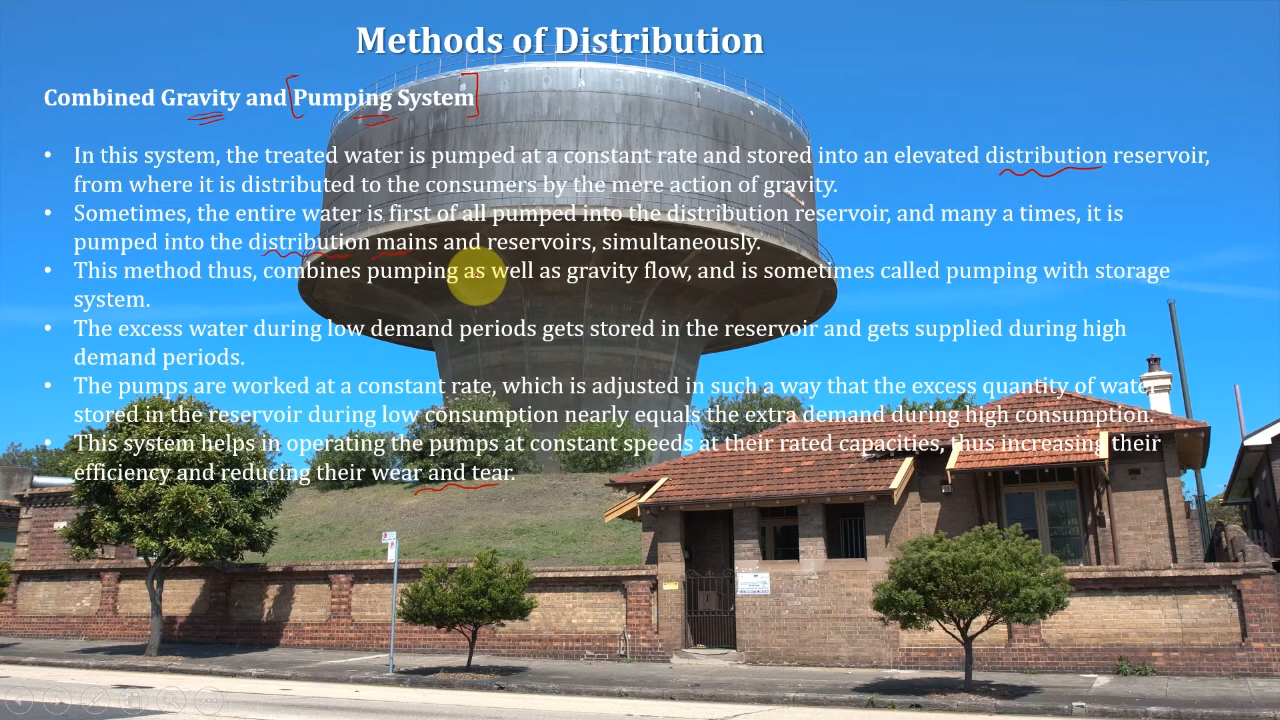 Methods of Distribution
Combined Gravity and Pumping System
• In this system, the treated water is pumped at a constant rate and stored into an elevated distribution reservoir,
from where it is distributed to the consumers by the mere action of gravity.
• Sometimes, the entire water is first of all pumped into the distribution reservoir, and many a times, it is
pumped into the distribution mains and reservoirs, simultaneously.
• This method thus, combines pumping as well as gravity flow, and is sometimes called pumping with storage
system.
• The excess water during low demand periods gets stored in the reservoir and gets supplied during high
demand periods.
• The pumps are worked at a constant rate, which is adjusted in such a way that the excess quantity of water
stored in the reservoir during low consumption nearly equals the extra demand during high consumption.
• This system helps in operating the pumps at constant speeds at their rated capacities, thus increasing their
efficiency and reducing their wear and tear.